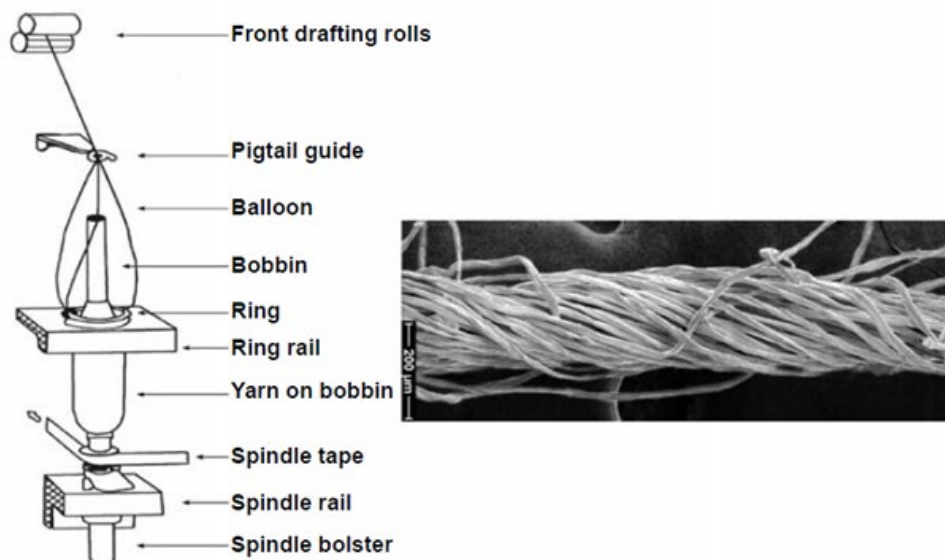 Front drafting rolls
Pigtail guide
Balloon
Bobbin
Ring
Ring rail
Yarn on bobbin
Spindle tape
Spindle rail
Spindle bolster
200 µm